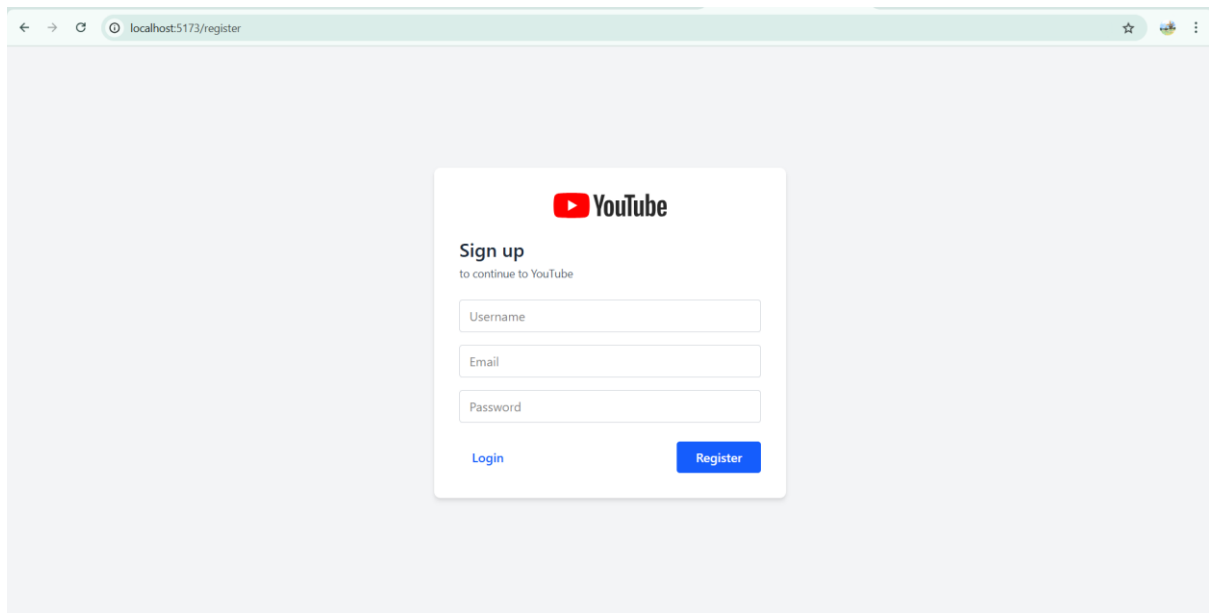 localhost:5173/register
YouTube
Sign up
to continue to YouTube
Username
Email
Password
Login
Register